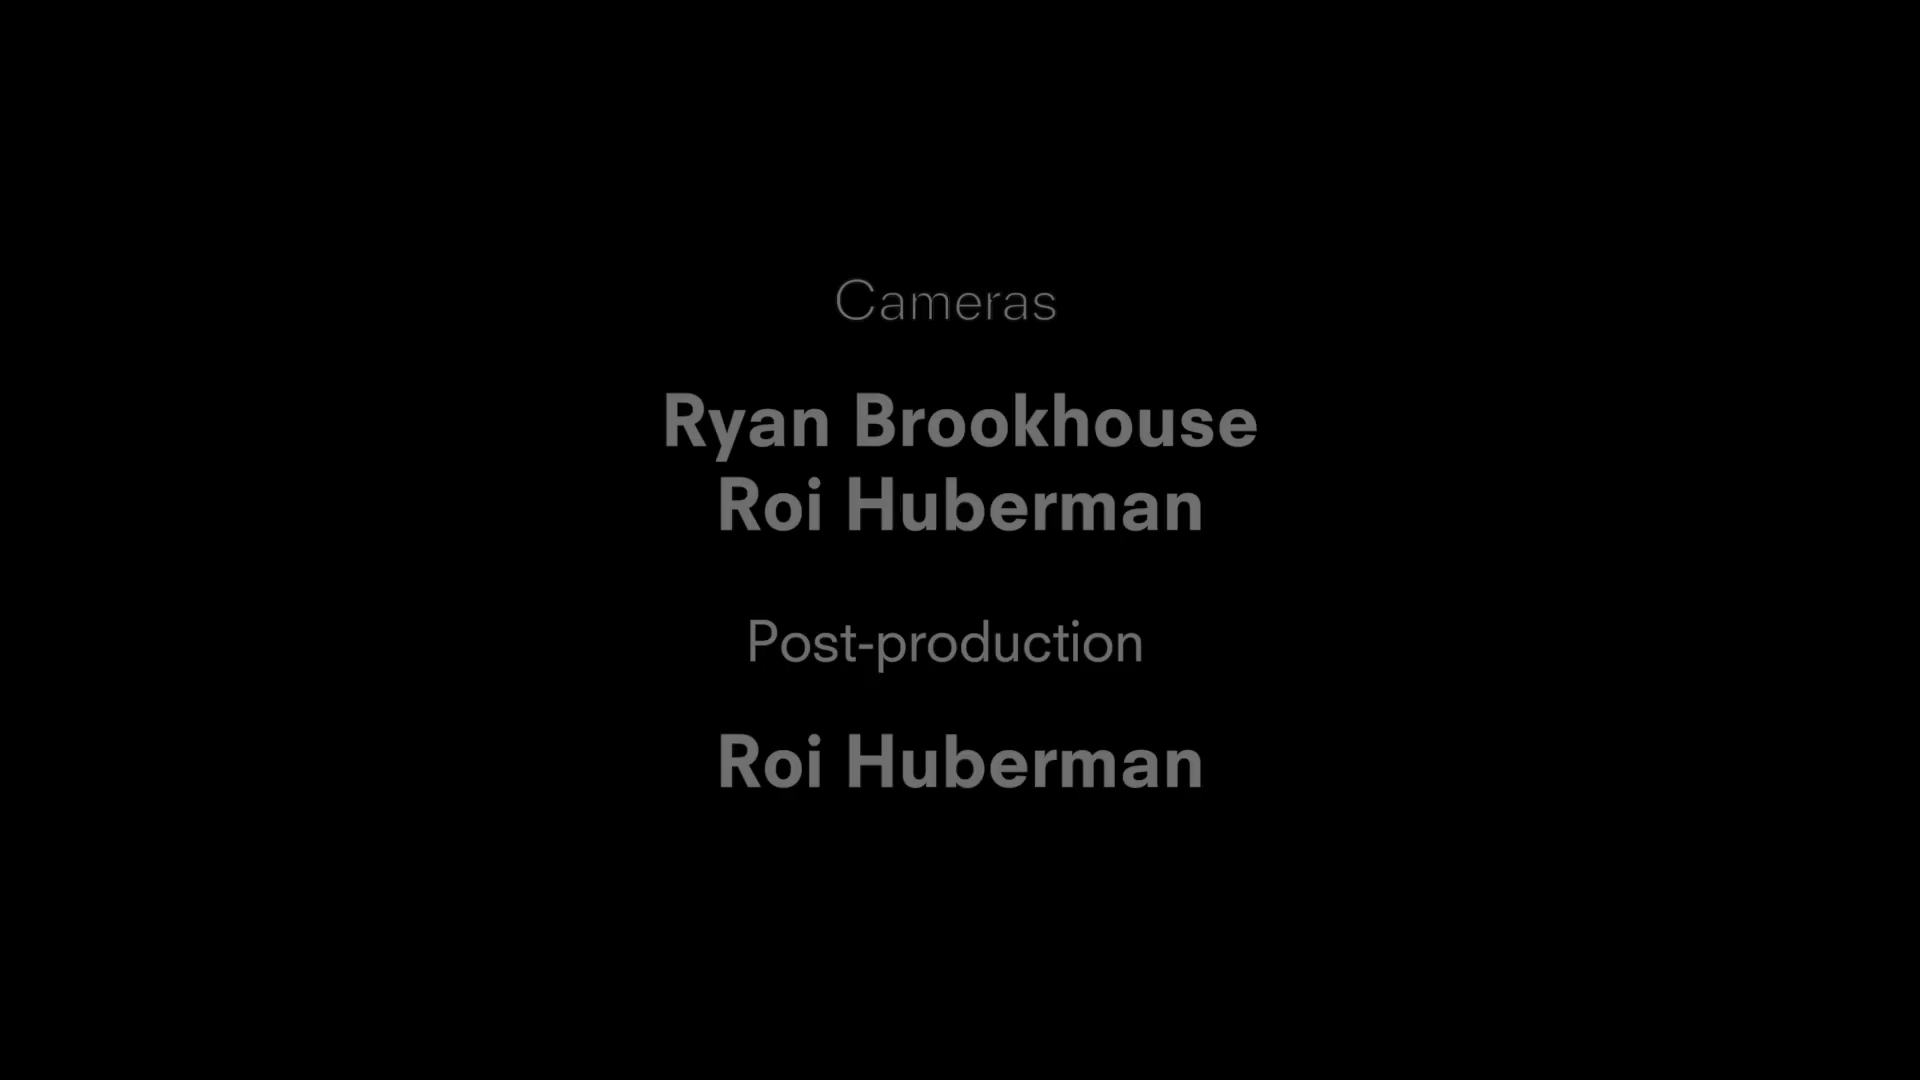 Cameras
Ryan Brookhouse
Roi Huberman
Post-production
Roi Huberman